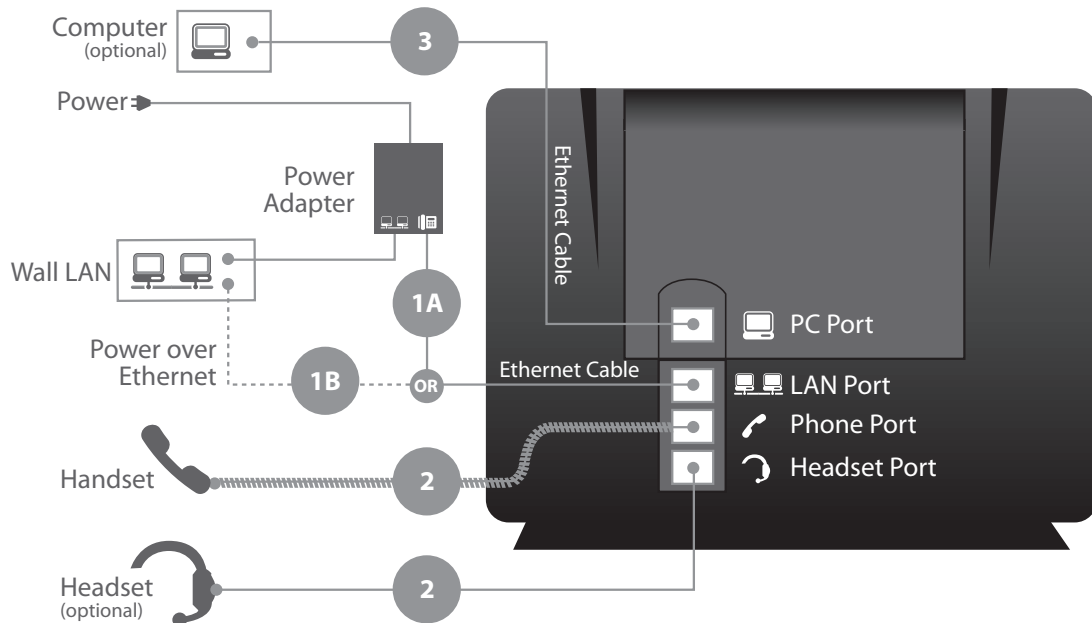 Computer
(optional)
3
Power
Power
Adapter
Ethernet Cable
Wall LAN
1A
PC Port
Power over
Ethernet
1B
OR
Ethernet Cable
LAN Port
Phone Port
Handset
2
Headset Port
Headset
(optional)
2